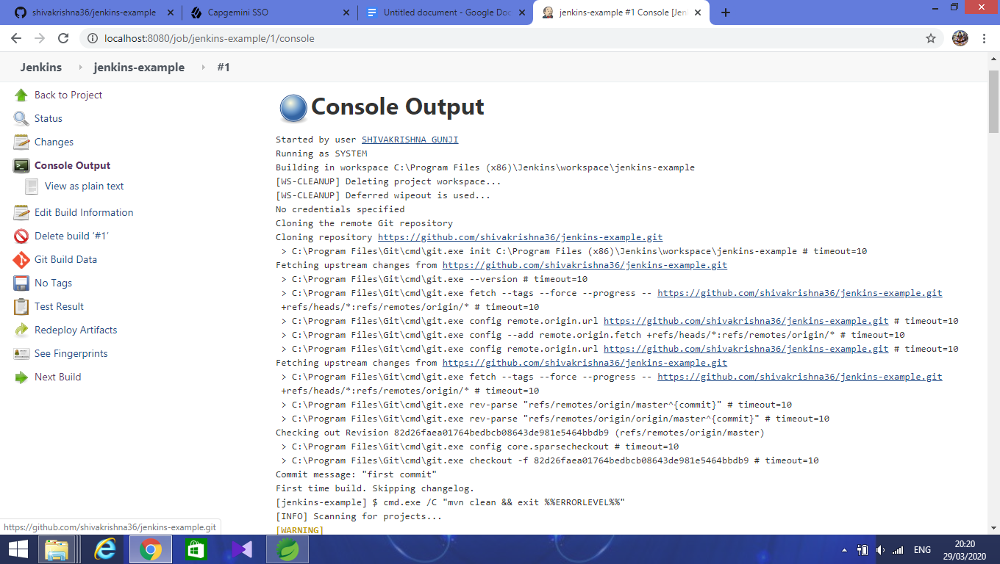 shivakrishna36/jenkins-example
Capgemini SSO
Untitled document - Google Doc
jenkins-example #1 Console [Jen
localhost:8080/job/jenkins-example/1/console
Jenkins
jenkins-example
#1
Back to Project
Status
Changes
Console Output
View as plain text
Edit Build Information
Delete build ‘#1’
Git Build Data
No Tags
Test Result
Redeploy Artifacts
See Fingerprints
Next Build
Console Output
Started by user SHIVAKRISHNA GUNJI
Running as SYSTEM
Building in workspace C:\Program Files (x86)\Jenkins\workspace\jenkins-example
[WS-CLEANUP] Deleting project workspace...
[WS-CLEANUP] Deferred wipeout is used...
No credentials specified
Cloning the remote Git repository
Cloning repository https://github.com/shivakrishna36/jenkins-example.git
> C:\Program Files\Git\cmd\git.exe init C:\Program Files (x86)\Jenkins\workspace\jenkins-example # timeout=10
Fetching upstream changes from https://github.com/shivakrishna36/jenkins-example.git
> C:\Program Files\Git\cmd\git.exe --version # timeout=10
> C:\Program Files\Git\cmd\git.exe fetch --tags --force --progress -- https://github.com/shivakrishna36/jenkins-example.git
+refs/heads/*:refs/remotes/origin/* # timeout=10
> C:\Program Files\Git\cmd\git.exe config remote.origin.url https://github.com/shivakrishna36/jenkins-example.git # timeout=10
> C:\Program Files\Git\cmd\git.exe config --add remote.origin.fetch +refs/heads/*:refs/remotes/origin/* # timeout=10
> C:\Program Files\Git\cmd\git.exe config remote.origin.url https://github.com/shivakrishna36/jenkins-example.git # timeout=10
Fetching upstream changes from https://github.com/shivakrishna36/jenkins-example.git
> C:\Program Files\Git\cmd\git.exe fetch --tags --force --progress -- https://github.com/shivakrishna36/jenkins-example.git
+refs/heads/*:refs/remotes/origin/* # timeout=10
> C:\Program Files\Git\cmd\git.exe rev-parse "refs/remotes/origin/master^{commit}" # timeout=10
> C:\Program Files\Git\cmd\git.exe rev-parse "refs/remotes/origin/origin/master^{commit}" # timeout=10
Checking out Revision 82d26faea01764bedbcb08643de981e5464bbdb9 (refs/remotes/origin/master)
> C:\Program Files\Git\cmd\git.exe config core.sparsecheckout # timeout=10
> C:\Program Files\Git\cmd\git.exe checkout -f 82d26faea01764bedbcb08643de981e5464bbdb9 # timeout=10
Commit message: "first commit"
First time build. Skipping changelog.
[jenkins-example] $ cmd.exe /C "mvn clean && exit %%ERRORLEVEL%%"
[INFO] Scanning for projects...
[WARNING]
https://github.com/shivakrishna36/jenkins-example.git
ENG
20:20
29/03/2020